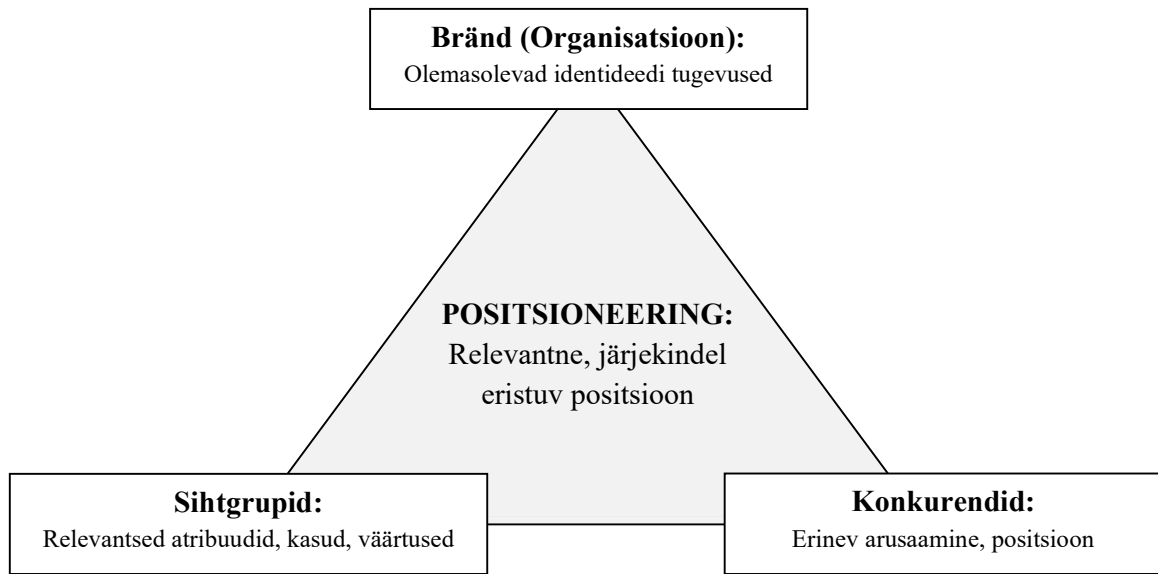 Bränd (Organisatsioon):
Olemasolevad identideedi tugevused
POSITSIONEERING:
Relevantne, järjekindel
eristuv positsioon
Sihtgrupid:
Relevantsed atribuudid, kasud, väärtused
Konkurendid:
Erinev arusaamine, positsioon